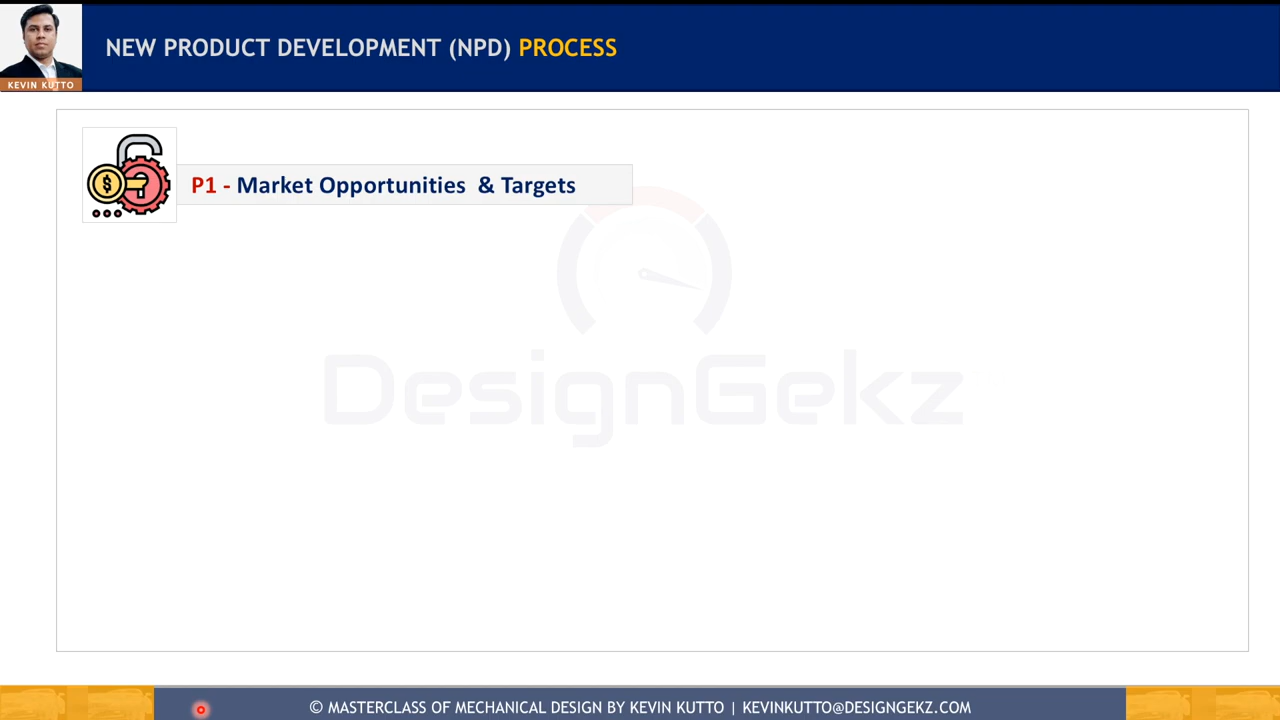 NEW PRODUCT DEVELOPMENT (NPD) PROCESS
KEVIN KUTTO
P1 - Market Opportunities & Targets
$
DesignGekz
© MASTERCLASS OF MECHANICAL DESIGN BY KEVIN KUTTO | KEVINKUTTO@DESIGNGEKZ.COM